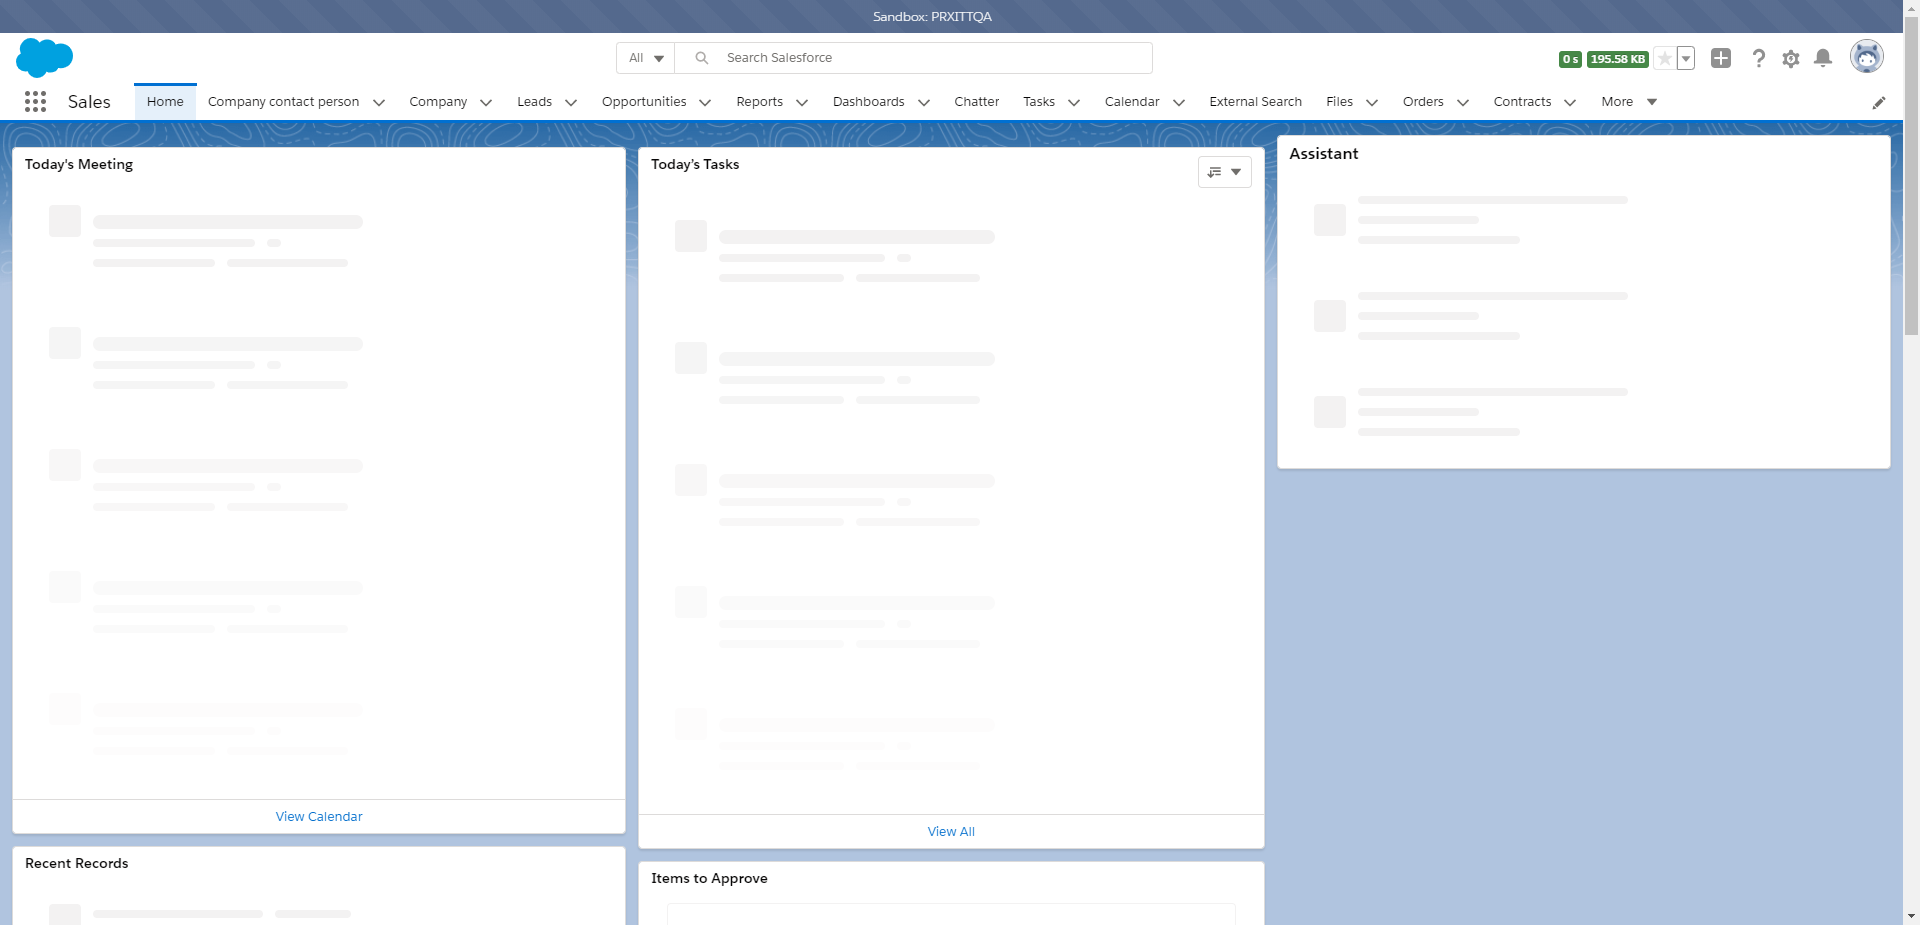 Sandbox: PRXITTQA
All Search Salesforce
0 s 195.58 KB
Sales Home Company contact person Company Leads Opportunities Reports Dashboards Chatter Tasks Calendar External Search Files Orders Contracts More
Today's Meeting
View Calendar
Recent Records
Today’s Tasks
View All
Items to Approve
Assistant